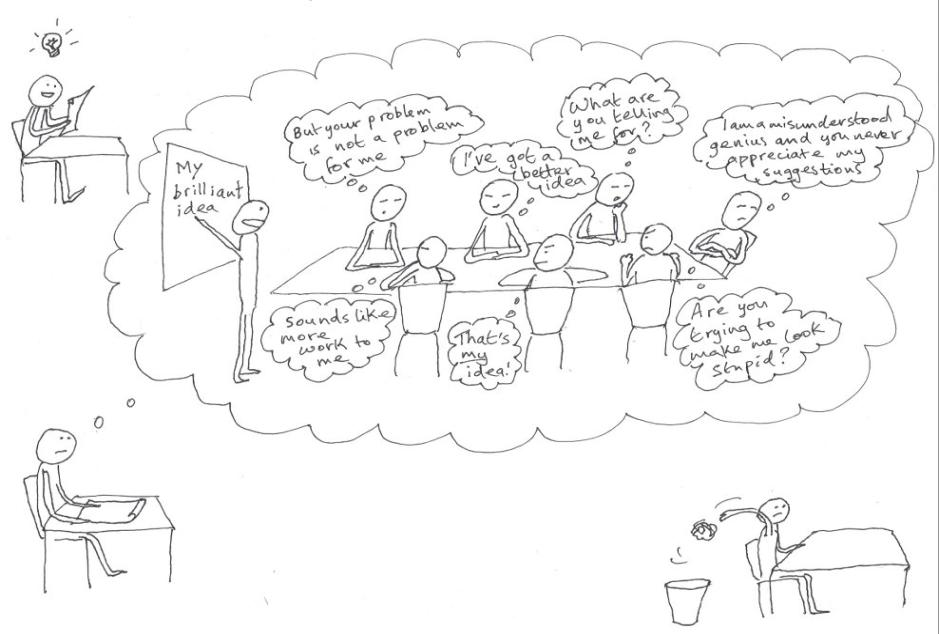 My
brilliant
idea
But your problem
is not a problem
for me
I've got a
better
idea
What are
you telling
me for?
I am a misunderstood
genius and you never
appreciate my
suggestions
sounds like
more
work to
me
That's
my
idea!
Are you
trying to
make me look
stupid?